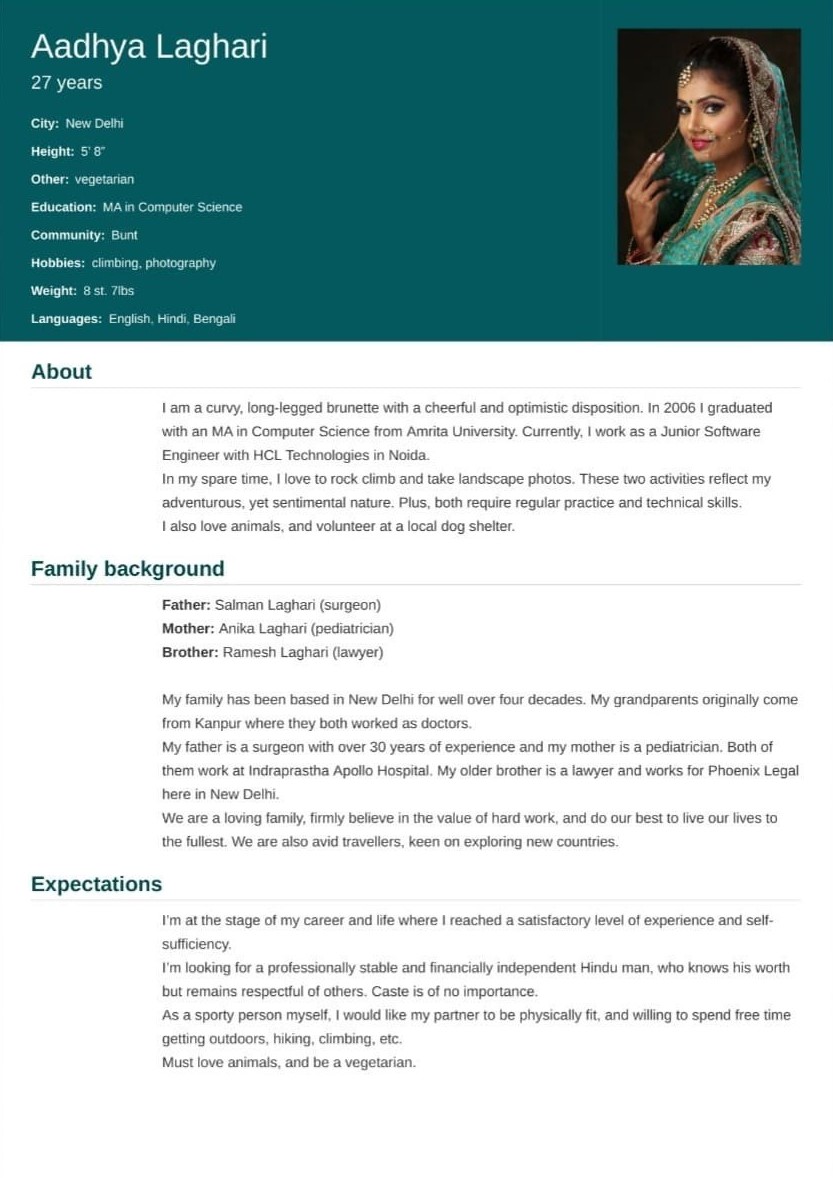 Aadhya Laghari
27 years
City: New Delhi
Height: 5' 8"
Other: vegetarian
Education: MA in Computer Science
Community: Bunt
Hobbies: climbing, photography
Weight: 8 st. 7lbs
Languages: English, Hindi, Bengali
About
I am a curvy, long-legged brunette with a cheerful and optimistic disposition. In 2006 I graduated
with an MA in Computer Science from Amrita University. Currently, I work as a Junior Software
Engineer with HCL Technologies in Noida.
In my spare time, I love to rock climb and take landscape photos. These two activities reflect my
adventurous, yet sentimental nature. Plus, both require regular practice and technical skills.
I also love animals, and volunteer at a local dog shelter.
Family background
Father: Salman Laghari (surgeon)
Mother: Anika Laghari (pediatrician)
Brother: Ramesh Laghari (lawyer)
My family has been based in New Delhi for well over four decades. My grandparents originally come
from Kanpur where they both worked as doctors.
My father is a surgeon with over 30 years of experience and my mother is a pediatrician. Both of
them work at Indraprastha Apollo Hospital. My older brother is a lawyer and works for Phoenix Legal
here in New Delhi.
We are a loving family, firmly believe in the value of hard work, and do our best to live our lives to
the fullest. We are also avid travellers, keen on exploring new countries.
Expectations
I'm at the stage of my career and life where I reached a satisfactory level of experience and self-
sufficiency.
I'm looking for a professionally stable and financially independent Hindu man, who knows his worth
but remains respectful of others. Caste is of no importance.
As a sporty person myself, I would like my partner to be physically fit, and willing to spend free time
getting outdoors, hiking, climbing, etc.
Must love animals, and be a vegetarian.